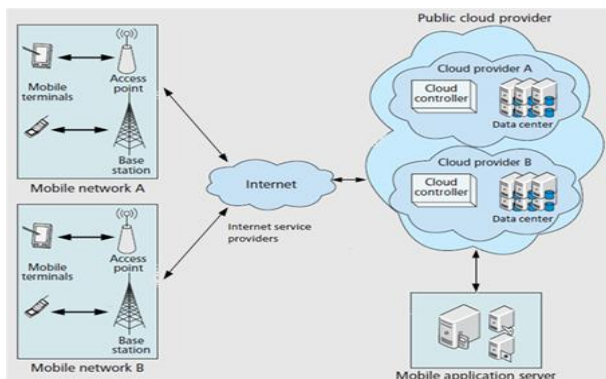 Public cloud provider
Cloud provider A
Cloud
controller
Data center
Cloud provider B
Cloud
controller
Data center
Mobile
terminals
Access
point
Base
station
Mobile network A
Internet
Internet service
providers
Mobile
terminals
Access
point
Base
station
Mobile network B
Mobile application server